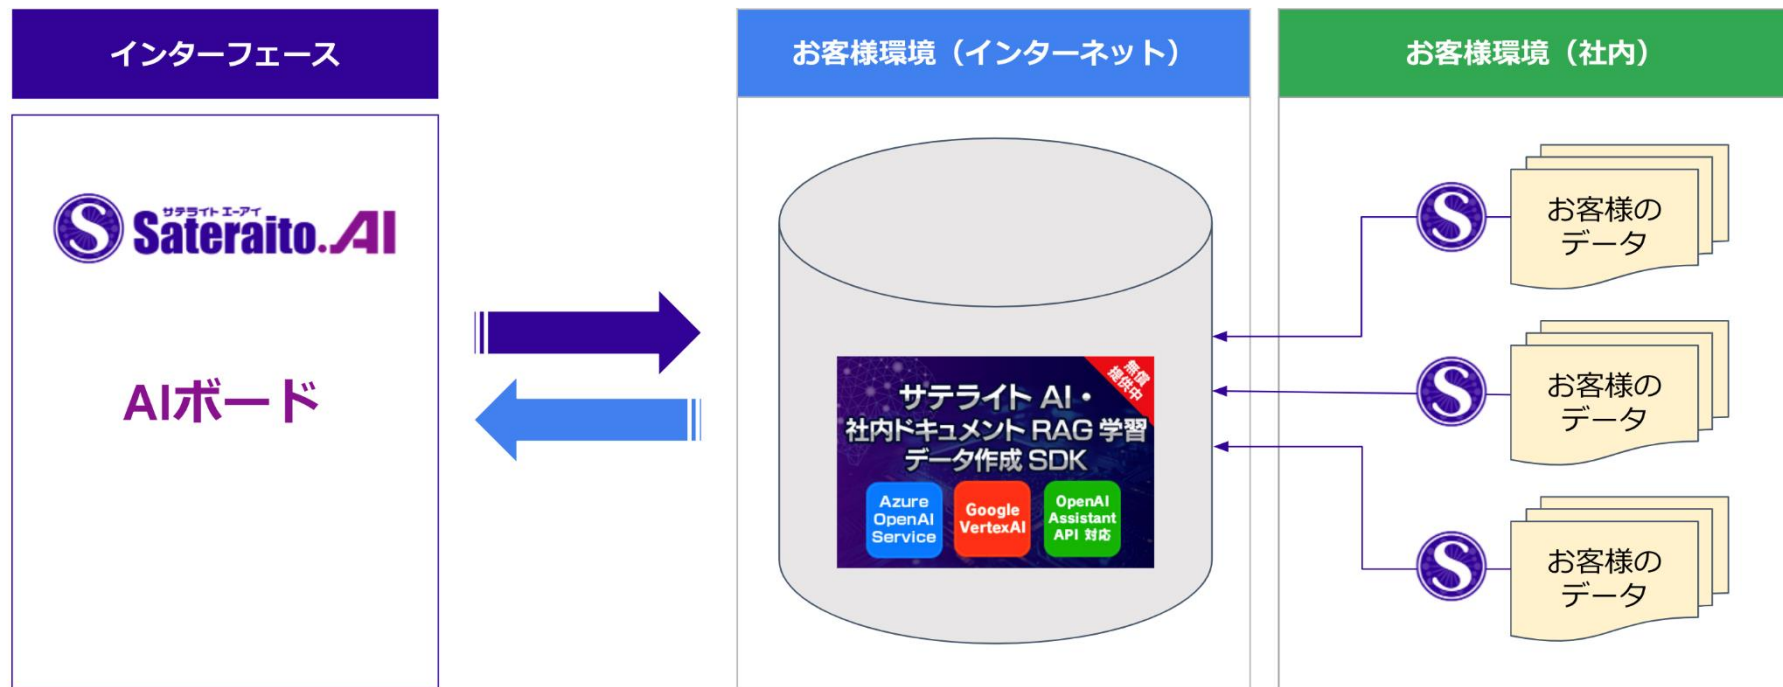 インターフェース
サテライト エーアイ
Sateraito.AI
AIボード
お客様環境（インターネット）
無償
提供中
サテライト AI・
社内ドキュメント RAG 学習
データ作成 SDK
Azure
OpenAI
Service
Google
VertexAI
OpenAI
Assistant
API 対応
お客様環境（社内）
S
お客様の
データ
S
お客様の
データ
S
お客様の
データ